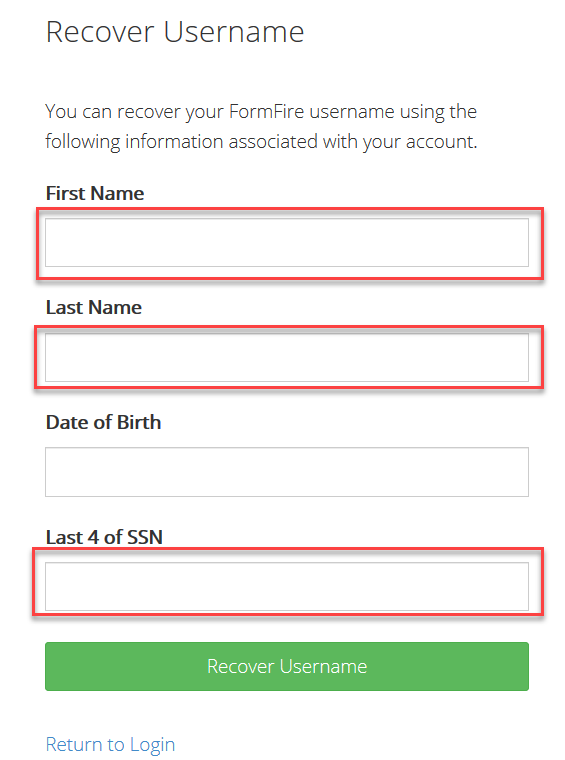 Recover Username
You can recover your FormFire username using the
following information associated with your account.
First Name
Last Name
Date of Birth
Last 4 of SSN
Recover Username
Return to Login